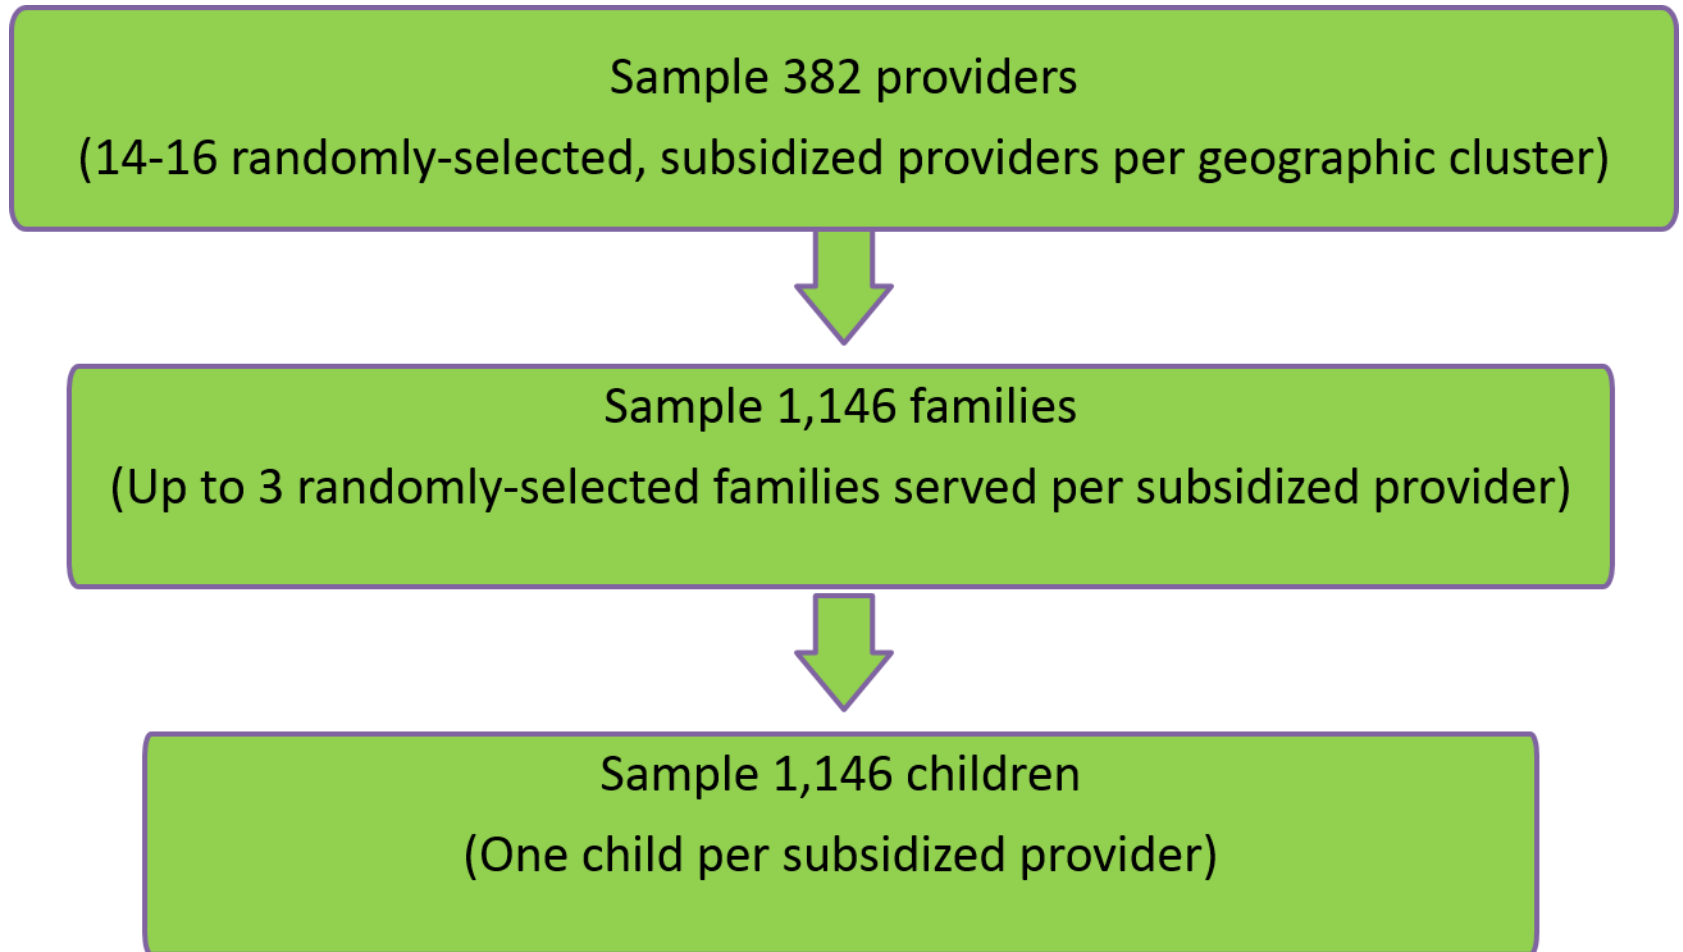 Sample 382 providers
(14-16 randomly-selected, subsidized providers per geographic cluster)
Sample 1,146 families
(Up to 3 randomly-selected families served per subsidized provider)
Sample 1,146 children
(One child per subsidized provider)